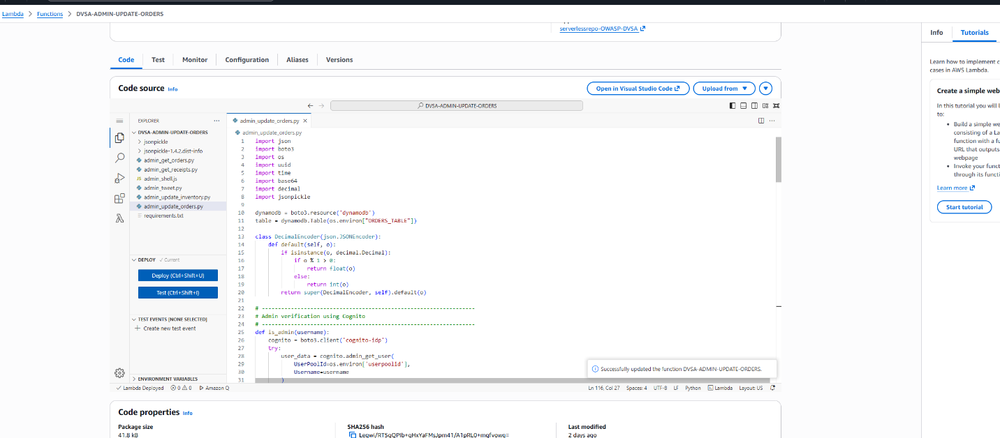 Lambda > Functions > DVSA-ADMIN-UPDATE-ORDERS
serverlessrepo-OWASP-DVSA
Info Tutorials
Code Test Monitor Configuration Aliases Versions
Code source Info
Open in Visual Studio Code Upload from
DVSA-ADMIN-UPDATE-ORDERS
EXPLORER ...
DVSA-ADMIN-UPDATE-ORDERS
jsonpickle
jsonpickle-1.4.2.dist-info
admin_get_orders.py
admin_get_receipts.py
JS admin_shell.js
admin_tweet.py
admin_update_inventory.py
admin_update_orders.py
requirements.txt
DEPLOY ✓ Current
Deploy (Ctrl+Shift+U)
Test (Ctrl+Shift+I)
TEST EVENTS [NONE SELECTED]
+ Create new test event
ENVIRONMENT VARIABLES
admin_update_orders.py ×
admin_update_orders.py
1 import json
2 import boto3
3 import os
4 import uuid
5 import time
6 import base64
7 import decimal
8 import jsonpickle
9
10 dynamodb = boto3.resource('dynamodb')
11 table = dynamodb.Table(os.environ["ORDERS_TABLE"])
12
13 class DecimalEncoder(json.JSONEncoder):
14 def default(self, o):
15 if isinstance(o, decimal.Decimal):
16 if o % 1 > 0:
17 return float(o)
18 else:
19 return int(o)
20 return super(DecimalEncoder, self).default(o)
21
22 # ------------------------------------------------------------------
23 # Admin verification using Cognito
24 # ------------------------------------------------------------------
25 def is_admin(username):
26 cognito = boto3.client('cognito-idp')
27 try:
28 user_data = cognito.admin_get_user(
29 UserPoolId=os.environ['userpoolid'],
30 Username=username
31 )
Successfully updated the function DVSA-ADMIN-UPDATE-ORDERS.
✓ Lambda Deployed 0 0 Amazon Q
Ln 116, Col 27 Spaces: 4 UTF-8 LF Python Lambda Layout: US
Code properties Info
Package size
41.8 kB
SHA256 hash
Leqwi/RT5qQPIb+gHxYaFMsJpm41/A1pRL0+mqfvowg=
Last modified
2 days ago
Learn how to implement c
cases in AWS Lambda.
Create a simple web
In this tutorial you will l
to:
• Build a simple we
consisting of a La
function with a fu
URL that outputs
webpage
• Invoke your funct
through its functi
Learn more
Start tutorial